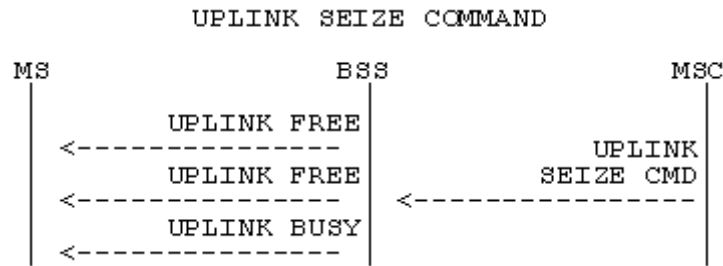 UPLINK SEIZE COMMAND
MS BSS MSC
UPLINK FREE
UPLINK
UPLINK FREE SEIZE CMD
UPLINK BUSY